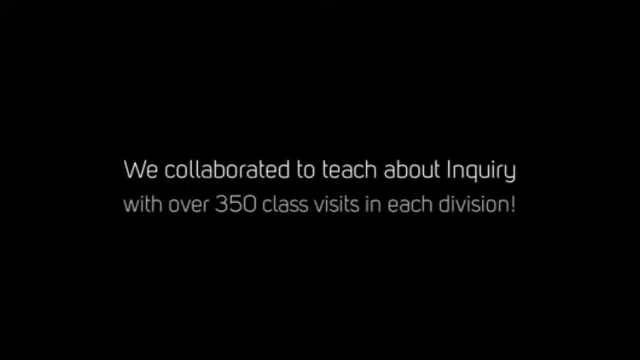 We collaborated to teach about Inquiry
with over 350 class visits in each division!